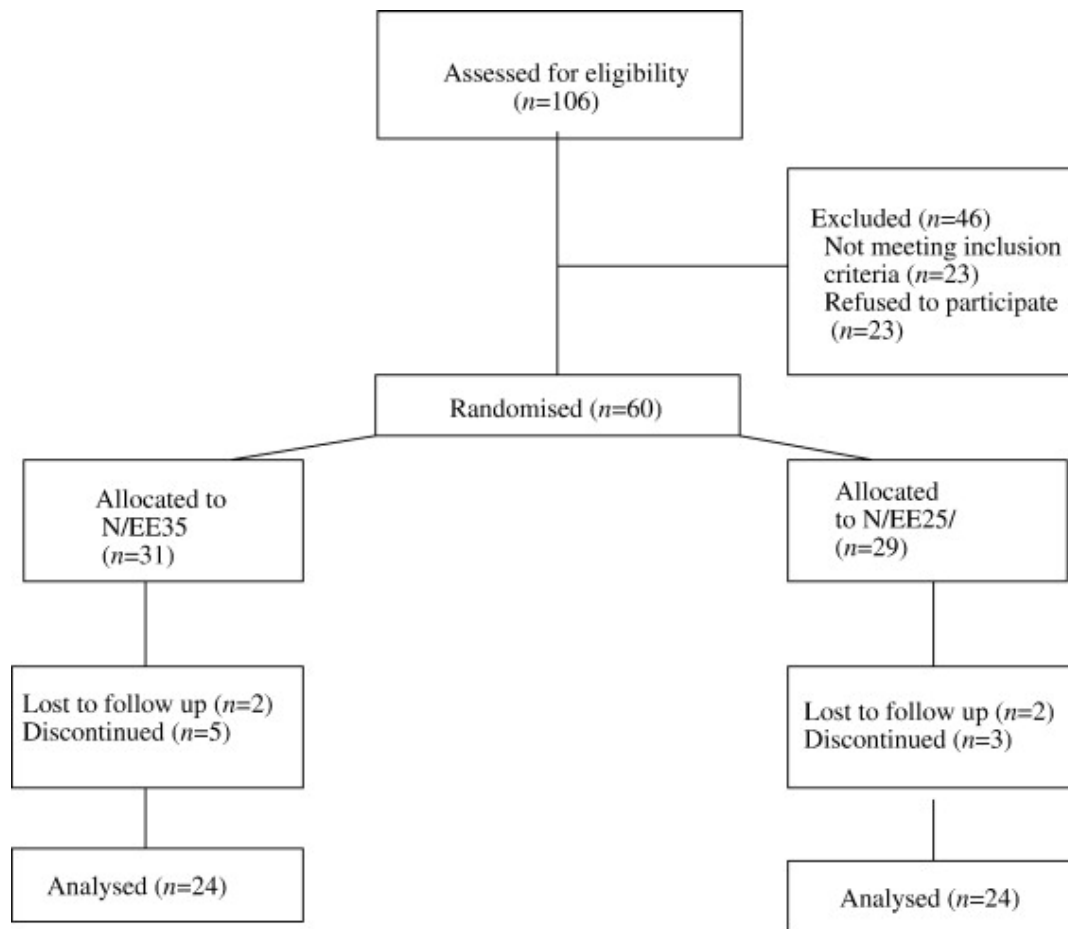 Assessed for eligibility
(n=106)
Excluded (n=46)
Not meeting inclusion
criteria (n=23)
Refused to participate
(n=23)
Randomised (n=60)
Allocated to
N/EE35
(n=31)
Allocated
to N/EE25/
(n=29)
Lost to follow up (n=2)
Discontinued (n=5)
Lost to follow up (n=2)
Discontinued (n=3)
Analysed (n=24)
Analysed (n=24)